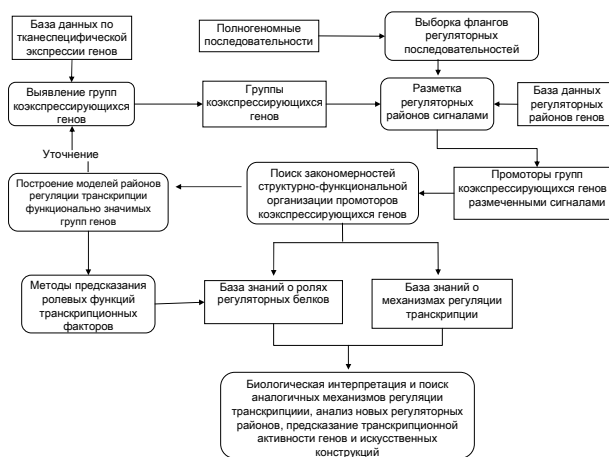 База данных по
тканеспецифической
экспрессии генов
Полногеномные
последовательности
Выборка флангов
регуляторных
последовательностей
Выявление групп
коэкспрессирующихся
генов
Группы
коэкспрессирующихся
генов
Разметка
регуляторных
районов сигналами
База данных
регуляторных
районов генов
Уточнение
Построение моделей районов
регуляции транскрипции
функционально значимых
групп генов
Поиск закономерностей
структурно-функциональной
организации промоторов
коэкспрессирующихся генов
Промоторы групп
коэкспрессирующихся генов
размеченными сигналами
Методы предсказания
ролевых функций
транскрипционных
факторов
База знаний о ролях
регуляторных белков
База знаний о
механизмах регуляции
транскрипции
Биологическая интерпретация и поиск
аналогичных механизмов регуляции
транскрипциии, анализ новых регуляторных
районов, предсказание транскрипционной
активности генов и искусственных
конструкций